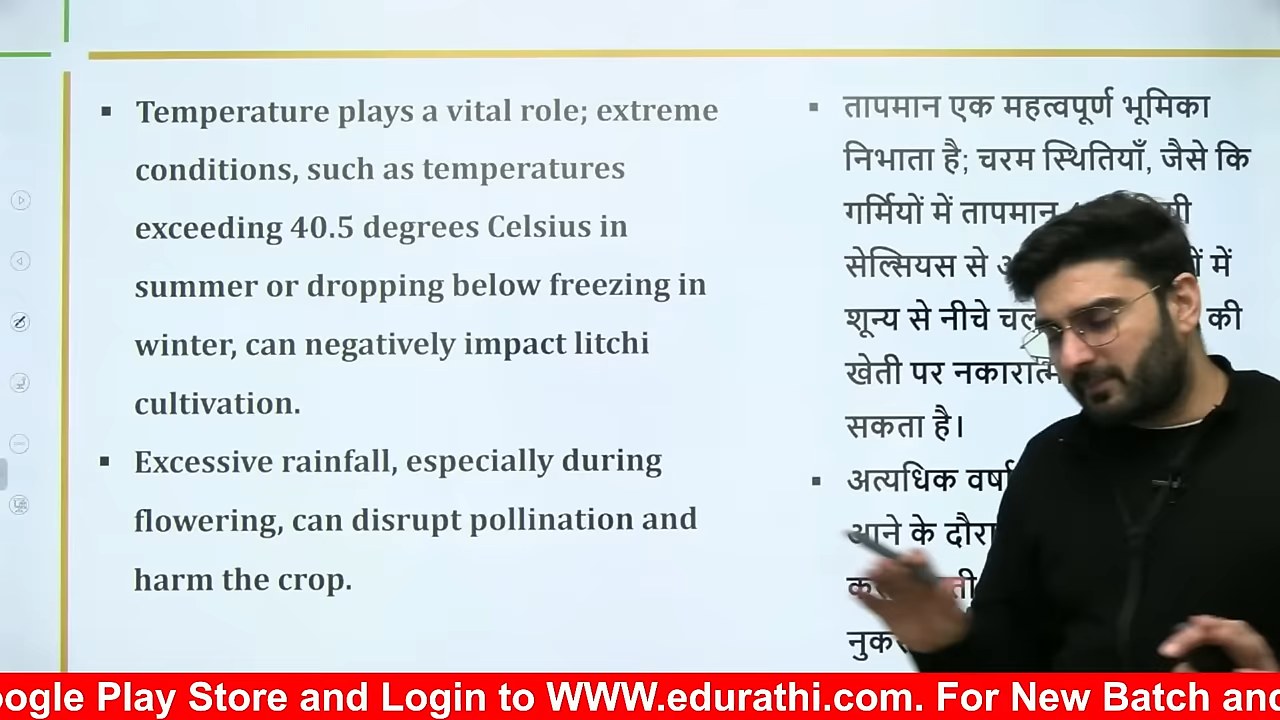 Temperature plays a vital role; extreme
conditions, such as temperatures
exceeding 40.5 degrees Celsius in
summer or dropping below freezing in
winter, can negatively impact litchi
cultivation.
Excessive rainfall, especially during
flowering, can disrupt pollination and
harm the crop.
तापमान एक महत्वपूर्ण भूमिका
निभाता है; चरम स्थितियाँ, जैसे कि
गर्मियों में तापमान
सेल्सियस से में
शून्य से नीचे की
खेती पर
सकता है।
अत्यधिक वर्षा
आने के
Play Store and Login to WWW.edurathi.com. For New Batch